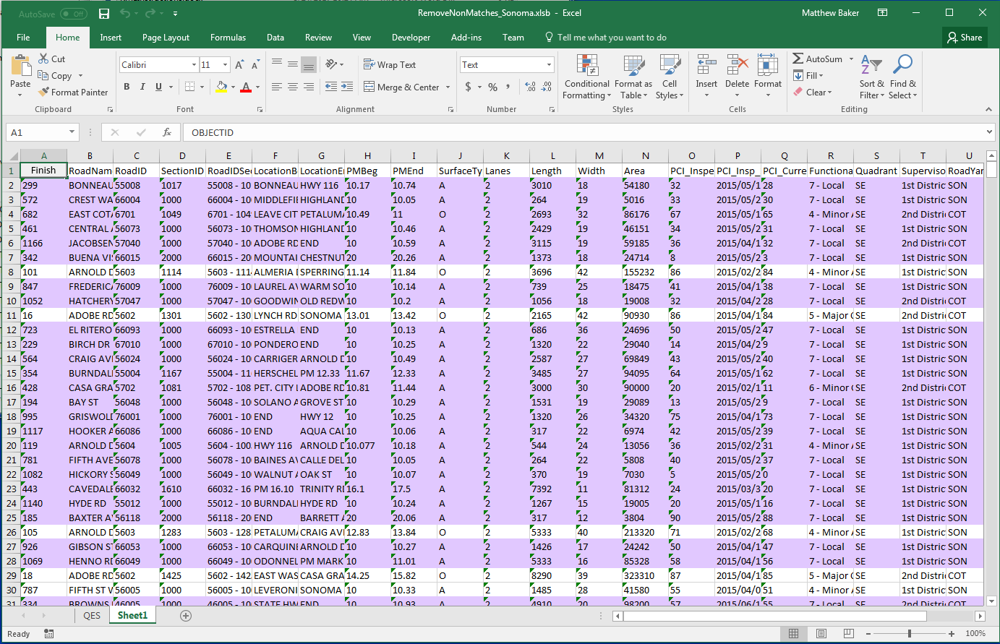 AutoSave Off RemoveNonMatches_Sonoma.xlsb - Excel Matthew Baker
File Home Insert Page Layout Formulas Data Review View Developer Add-ins Team Tell me what you want to do Share
Paste Cut Copy Format Painter Clipboard
Calibri 11 A A B I U A Font
Wrap Text Merge & Center Alignment
Text $ % , Number
Conditional Formatting Format as Table Cell Styles Styles
Insert Delete Format Cells
AutoSum Fill Clear Sort & Filter Find & Select Editing
A1 fx OBJECTID
A B C D E F G H I J K L M N O P Q R S T U
1 Finish RoadNam RoadID SectionID RoadIDSec LocationB LocationE PMBeg PMEnd SurfaceTy Lanes Length Width Area PCI_Inspe PCI_Insp_ PCI_Curre Functiona Quadrant Superviso RoadYar
2 299 BONNEAU 55008 1017 55008 - 10 BONNEAU HWY 116 10.17 10.74 A 2 3010 18 54180 32 2015/05/1 28 7 - Local SE 1st Distric SON
3 572 CREST WA 66004 1000 66004 - 10 MIDDLEFI HIGHLAND 10 10.05 A 2 264 19 5016 33 2015/05/2 30 7 - Local SE 1st Distric SON
4 682 EAST COTA 6701 1049 6701 - 104 LEAVE CIT PETALUMA 10.49 11 O 2 2693 32 86176 67 2015/05/1 65 4 - Minor A SE 2nd Distri COT
5 461 CENTRAL A 56073 1000 56073 - 10 THOMSON HIGHLAND 10 10.46 A 2 2429 19 46151 34 2015/05/2 31 7 - Local SE 1st Distric SON
6 1166 JACOBSEN 57040 1000 57040 - 10 ADOBE RD END 10 10.59 A 2 3115 19 59185 36 2015/04/1 32 7 - Local SE 2nd Distri COT
7 342 BUENA VI 66015 2000 66015 - 20 MOUNTAI CHESTNUT 20 20.26 A 2 1373 18 24714 8 2015/05/2 3 7 - Local SE 1st Distric SON
8 101 ARNOLD D 5603 1114 5603 - 1114 ALMERIA SPERRING 11.14 11.84 O 2 3696 42 155232 86 2015/02/2 84 4 - Minor A SE 1st Distric SON
9 847 FREDERICA 76009 1000 76009 - 10 LAUREL AV WARM SO 10 10.14 A 2 739 25 18475 41 2015/04/1 38 7 - Local SE 1st Distric SON
10 1052 HATCHERY 57047 1000 57047 - 10 GOODWIN OLD REDW 10 10.2 A 2 1056 18 19008 32 2015/04/2 28 7 - Local SE 2nd Distri COT
11 16 ADOBE RD 5602 1301 5602 - 130 LYNCH RD SONOMA 13.01 13.42 O 2 2165 42 90930 86 2015/04/1 84 5 - Major C SE 2nd Distri COT
12 723 EL RITERO 66093 1000 66093 - 10 ESTRELLA END 10 10.13 A 2 686 36 24696 50 2015/05/2 47 7 - Local SE 1st Distric SON
13 229 BIRCH DR 67010 1000 67010 - 10 PONDERO END 10 10.25 A 2 1320 22 29040 14 2015/04/2 9 7 - Local SE 1st Distric SON
14 564 CRAIG AVE 56024 1000 56024 - 10 CARRIGER ARNOLD D 10 10.49 A 2 2587 27 69849 43 2015/05/2 40 7 - Local SE 1st Distric SON
15 354 BURNDAL 55004 1167 55004 - 11 HERSCHEL PM 12.33 11.67 12.33 A 2 3485 27 94095 64 2015/05/1 62 7 - Local SE 1st Distric SON
16 428 CASA GRA 5702 1081 5702 - 108 PET. CITY L ADOBE RD 10.81 11.44 A 2 3000 30 90000 20 2015/02/1 11 6 - Minor C SE 2nd Distric COT
17 194 BAY ST 56048 1000 56048 - 10 SOLANO A GROVE ST 10 10.29 A 2 1531 19 29089 13 2015/05/2 9 7 - Local SE 1st Distric SON
18 995 GRISWOLD 76001 1000 76001 - 10 END HWY 12 10 10.25 A 2 1320 26 34320 75 2015/04/1 73 7 - Local SE 1st Distric SON
19 1117 HOOKER A 66086 1000 66086 - 10 END AQUA CAL 10 10.06 A 2 317 22 6974 42 2015/05/2 39 7 - Local SE 1st Distric SON
20 119 ARNOLD D 5604 1005 5604 - 100 HWY 116 ARNOLD D 10.077 10.18 A 2 544 24 13056 36 2015/02/2 31 4 - Minor A SE 1st Distric SON
21 781 FIFTH AVE 56078 1000 56078 - 10 BAINES AV CALLE DEL 10 10.05 A 2 264 22 5808 40 2015/05/2 37 7 - Local SE 1st Distric SON
22 1082 HICKORY S 56049 1000 56049 - 10 WALNUT A OAK ST 10 10.07 A 2 370 19 7030 5 2015/05/2 0 7 - Local SE 1st Distric SON
23 443 CAVEDALE 66032 1610 66032 - 16 PM 16.10 TRINITY RD 16.1 17.5 A 2 7392 11 81312 24 2015/03/3 20 7 - Local SE 1st Distric SON
24 1140 HYDE RD 55012 1000 55012 - 10 BURNDAL HYDE RD 10 10.24 A 2 1267 15 19005 20 2015/05/1 16 7 - Local SE 1st Distric SON
25 185 BAXTER AV 56118 2000 56118 - 20 END BARRETT A 20 20.06 A 2 317 12 3804 90 2015/05/2 88 7 - Local SE 1st Distric SON
26 105 ARNOLD D 5603 1283 5603 - 128 PETALUMA CRAIG AVE 12.83 13.84 O 2 5333 40 213320 71 2015/02/2 68 4 - Minor A SE 1st Distric SON
27 926 GIBSON ST 66053 1000 66053 - 10 CARQUINE ARNOLD D 10 10.27 A 2 1426 17 24242 50 2015/04/1 47 7 - Local SE 1st Distric SON
28 1069 HENNO RD 66049 1000 66049 - 10 ODONNEL PM MARK 10 11.01 A 2 5333 16 85328 58 2015/04/1 56 7 - Local SE 1st Distric SON
29 18 ADOBE RD 5602 1425 5602 - 142 EAST WAS CASA GRA 14.25 15.82 O 2 8290 39 323310 87 2015/04/1 85 5 - Major C SE 2nd Distri COT
30 787 FIFTH ST W 56005 1000 56005 - 10 LEVERONI SONOMA 10 10.33 A 2 1485 28 41580 55 2015/04/0 51 4 - Minor A SE 1st Distric SON
31 334 BROWNS 46005 1000 46005 - 10 STATE HW END 10 10.93 A 2 4910 20 98200 57 2015/06/1 55 7 - Local SE 2nd Distric COT
QES Sheet1
Ready 100%